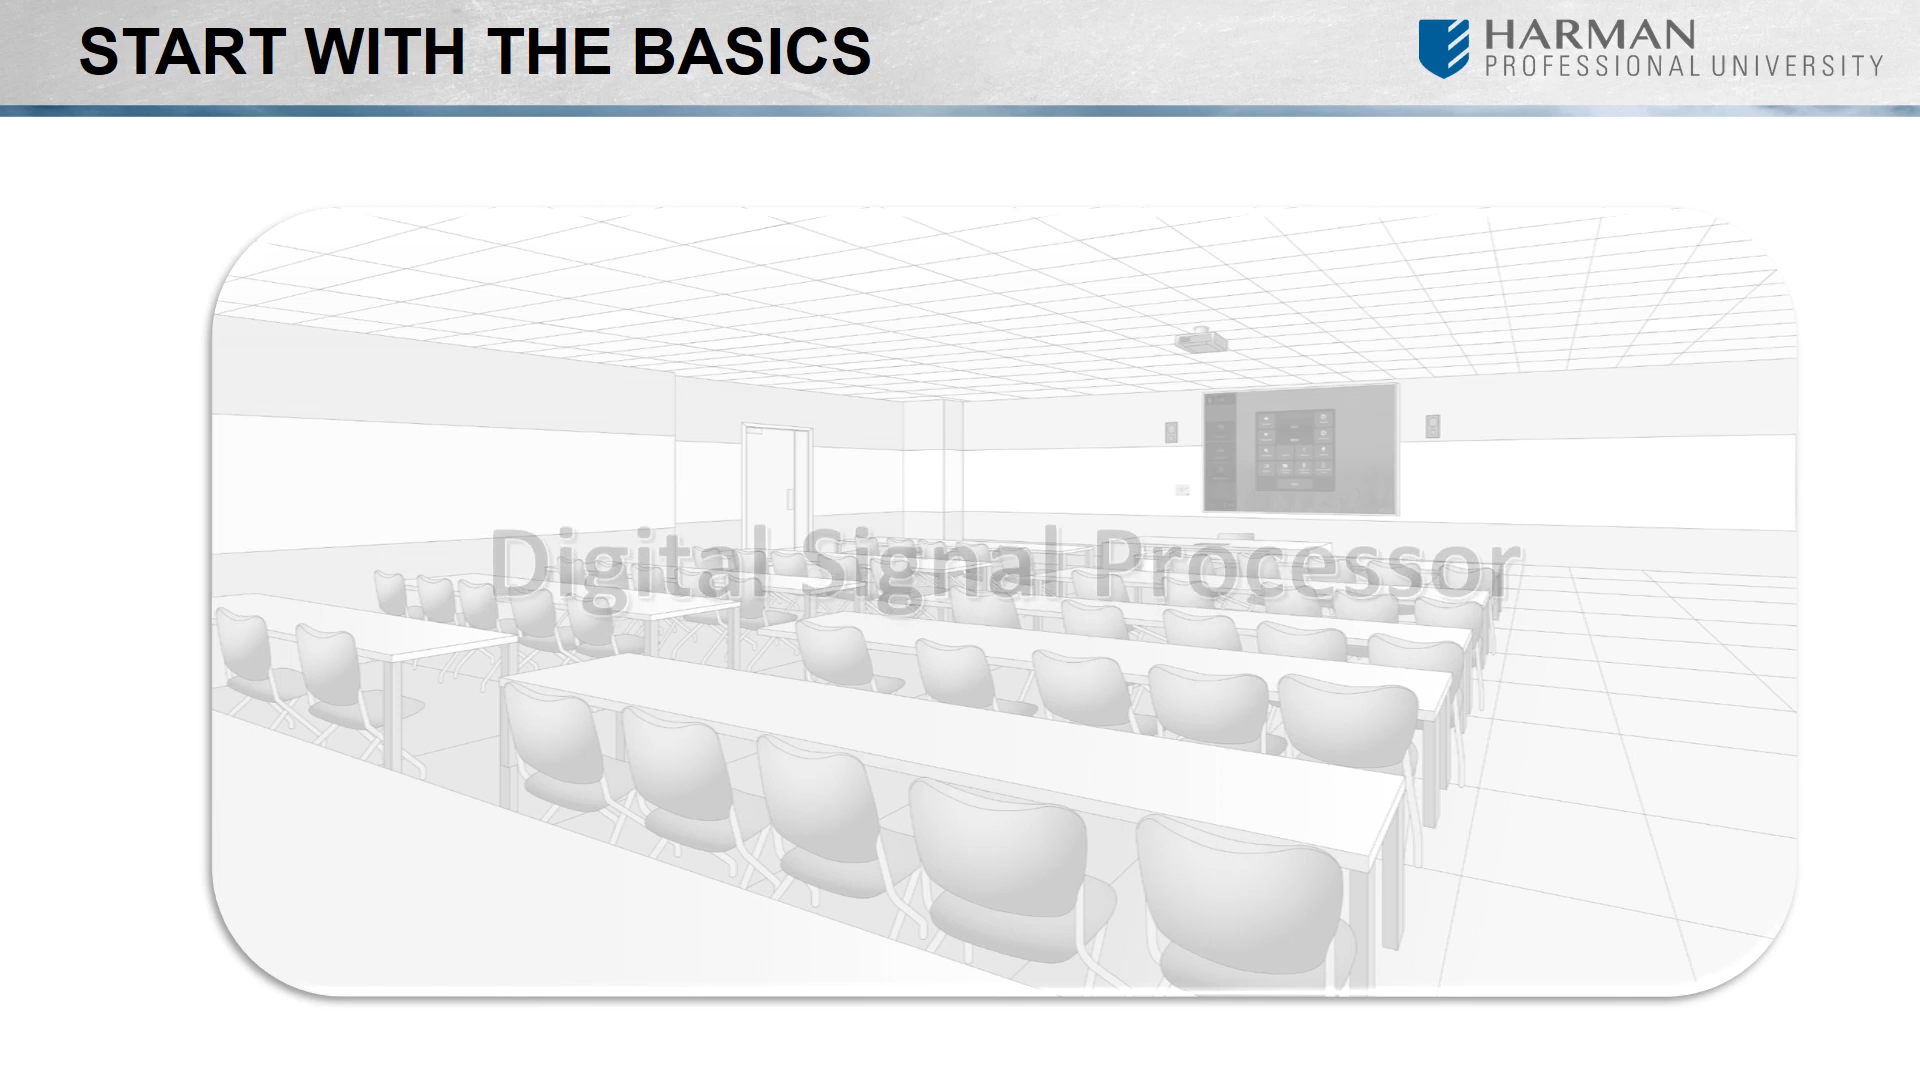 START WITH THE BASICS
HARMAN
PROFESSIONAL UNIVERSITY
Digital Signal Processor